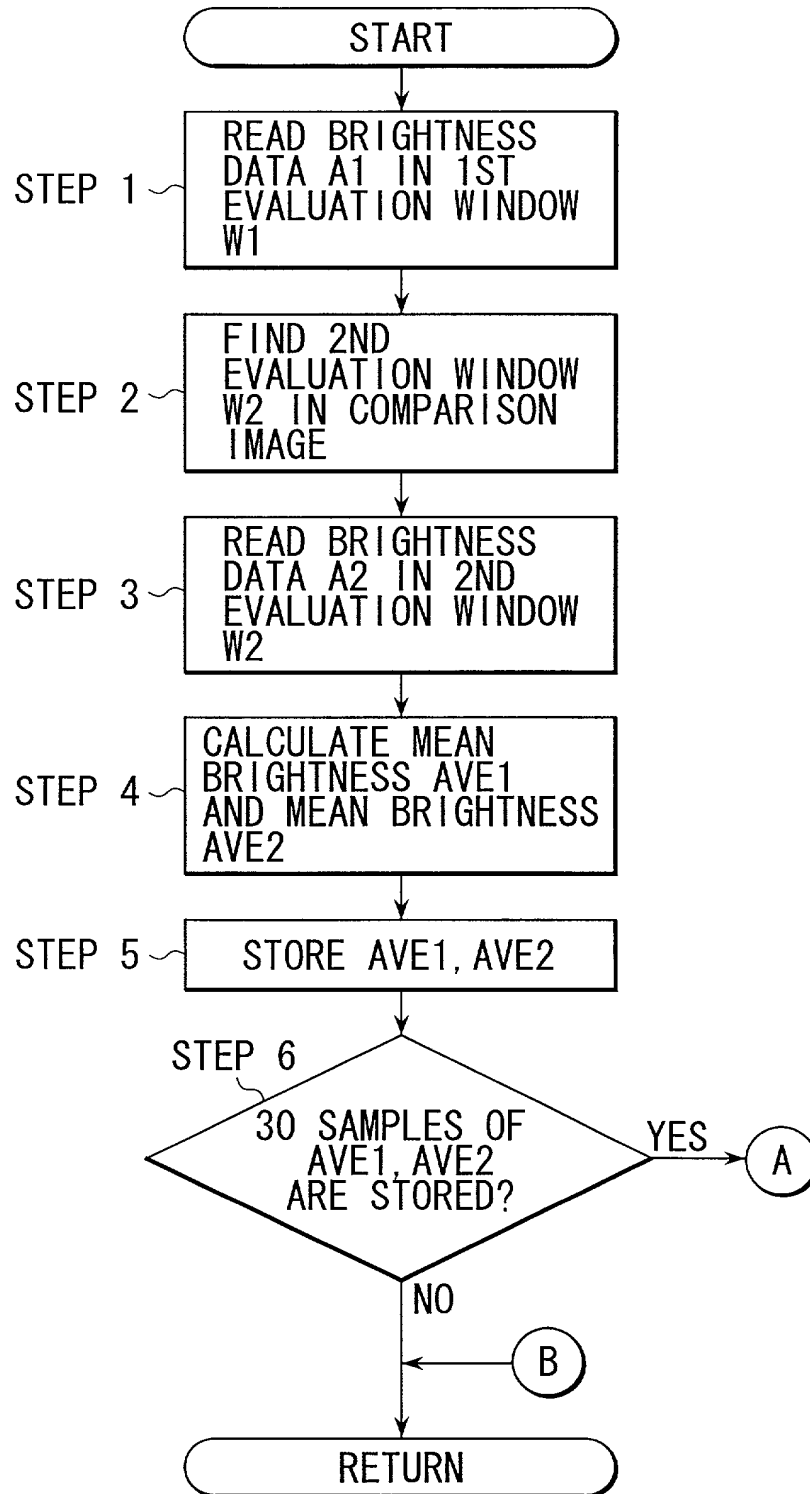 START
STEP 1
READ BRIGHTNESS
DATA A1 IN 1ST
EVALUATION WINDOW
W1
STEP 2
FIND 2ND
EVALUATION WINDOW
W2 IN COMPARISON
IMAGE
STEP 3
READ BRIGHTNESS
DATA A2 IN 2ND
EVALUATION WINDOW
W2
STEP 4
CALCULATE MEAN
BRIGHTNESS AVE1
AND MEAN BRIGHTNESS
AVE2
STEP 5
STORE AVE1, AVE2
STEP 6
30 SAMPLES OF
AVE1, AVE2
ARE STORED?
YES
A
NO
B
RETURN